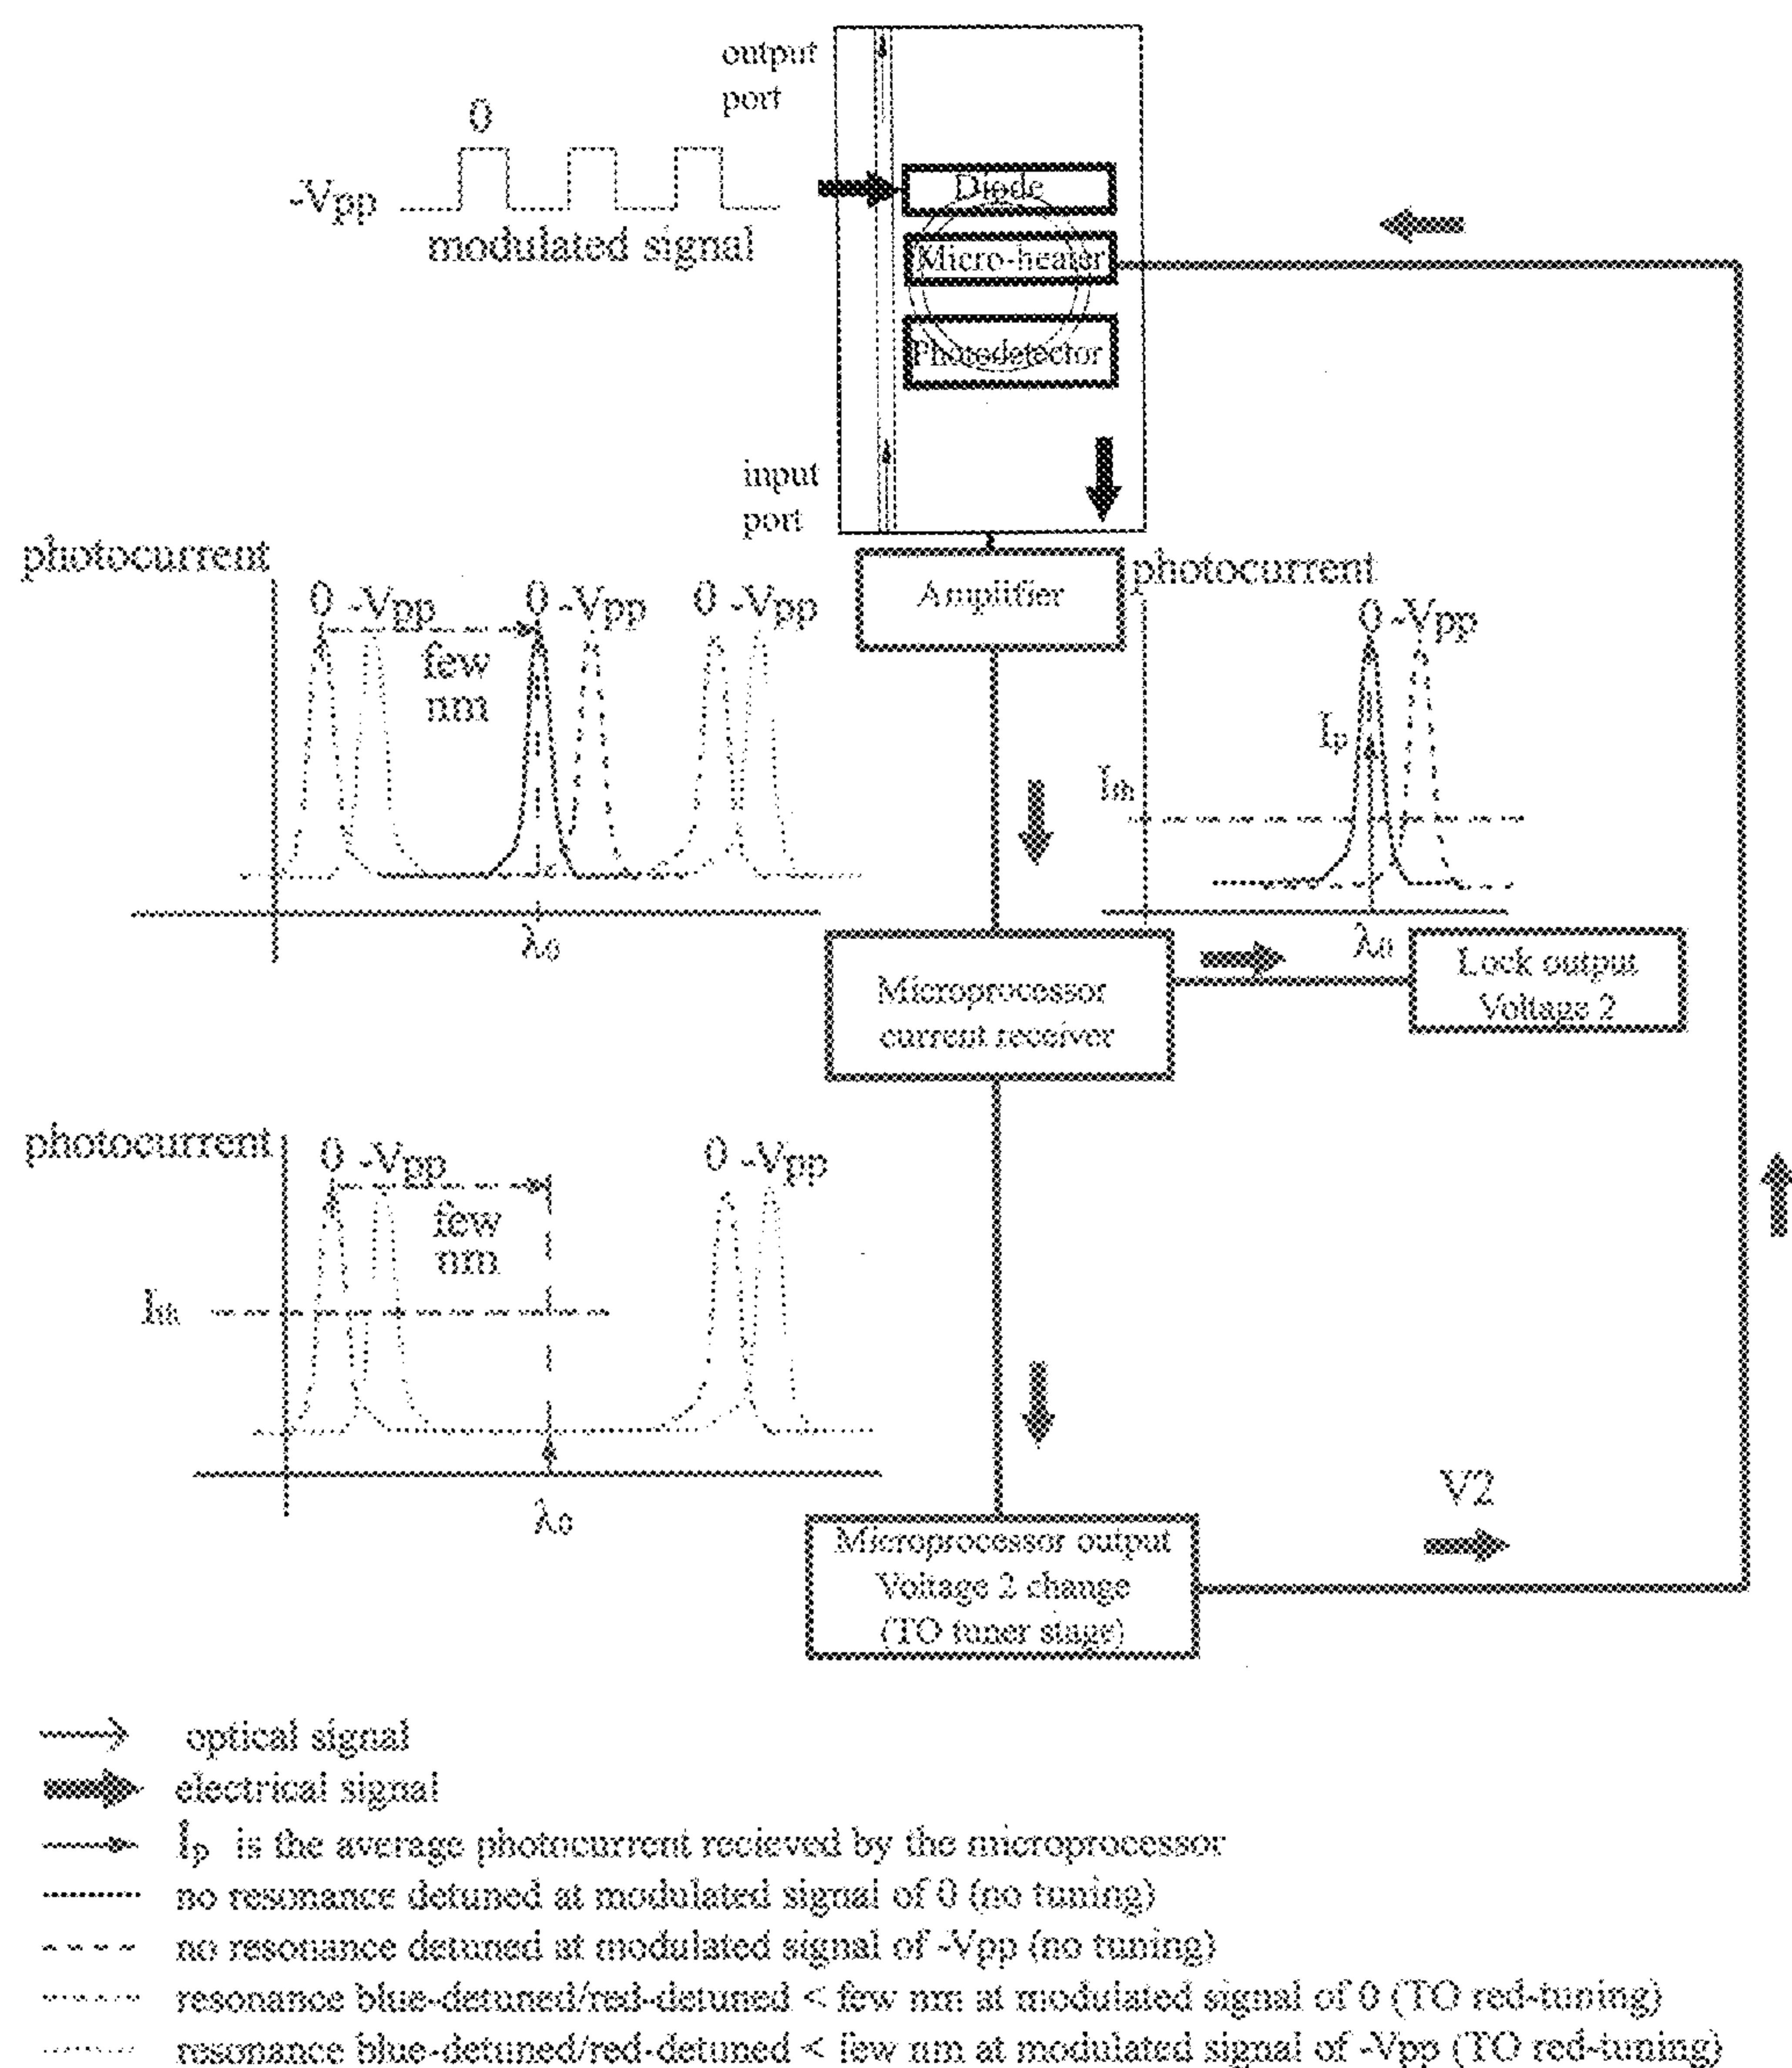 output
port
0
-Vpp
modulated signal
Diode
Micro-heater
Photodetector
input
port
photocurrent
0 -Vpp 0 -Vpp 0 -Vpp
few
nm
λ0
Amplifier
photocurrent
0 -Vpp
Ip
Ith
λ0
Microprocessor
current receiver
Lock output
Voltage 2
photocurrent
0 -Vpp 0 -Vpp
few
nm
Ith
λ0
V2
Microprocessor output
Voltage 2 change
(TO tuner stage)
optical signal
electrical signal
Ip is the average photocurrent recieved by the microprocessor
no resonance detuned at modulated signal of 0 (no tuning)
no resonance detuned at modulated signal of -Vpp (no tuning)
resonance blue-detuned/red-detuned < few nm at modulated signal of 0 (TO red-tuning)
resonance blue-detuned/red-detuned < few nm at modulated signal of -Vpp (TO red-tuning)